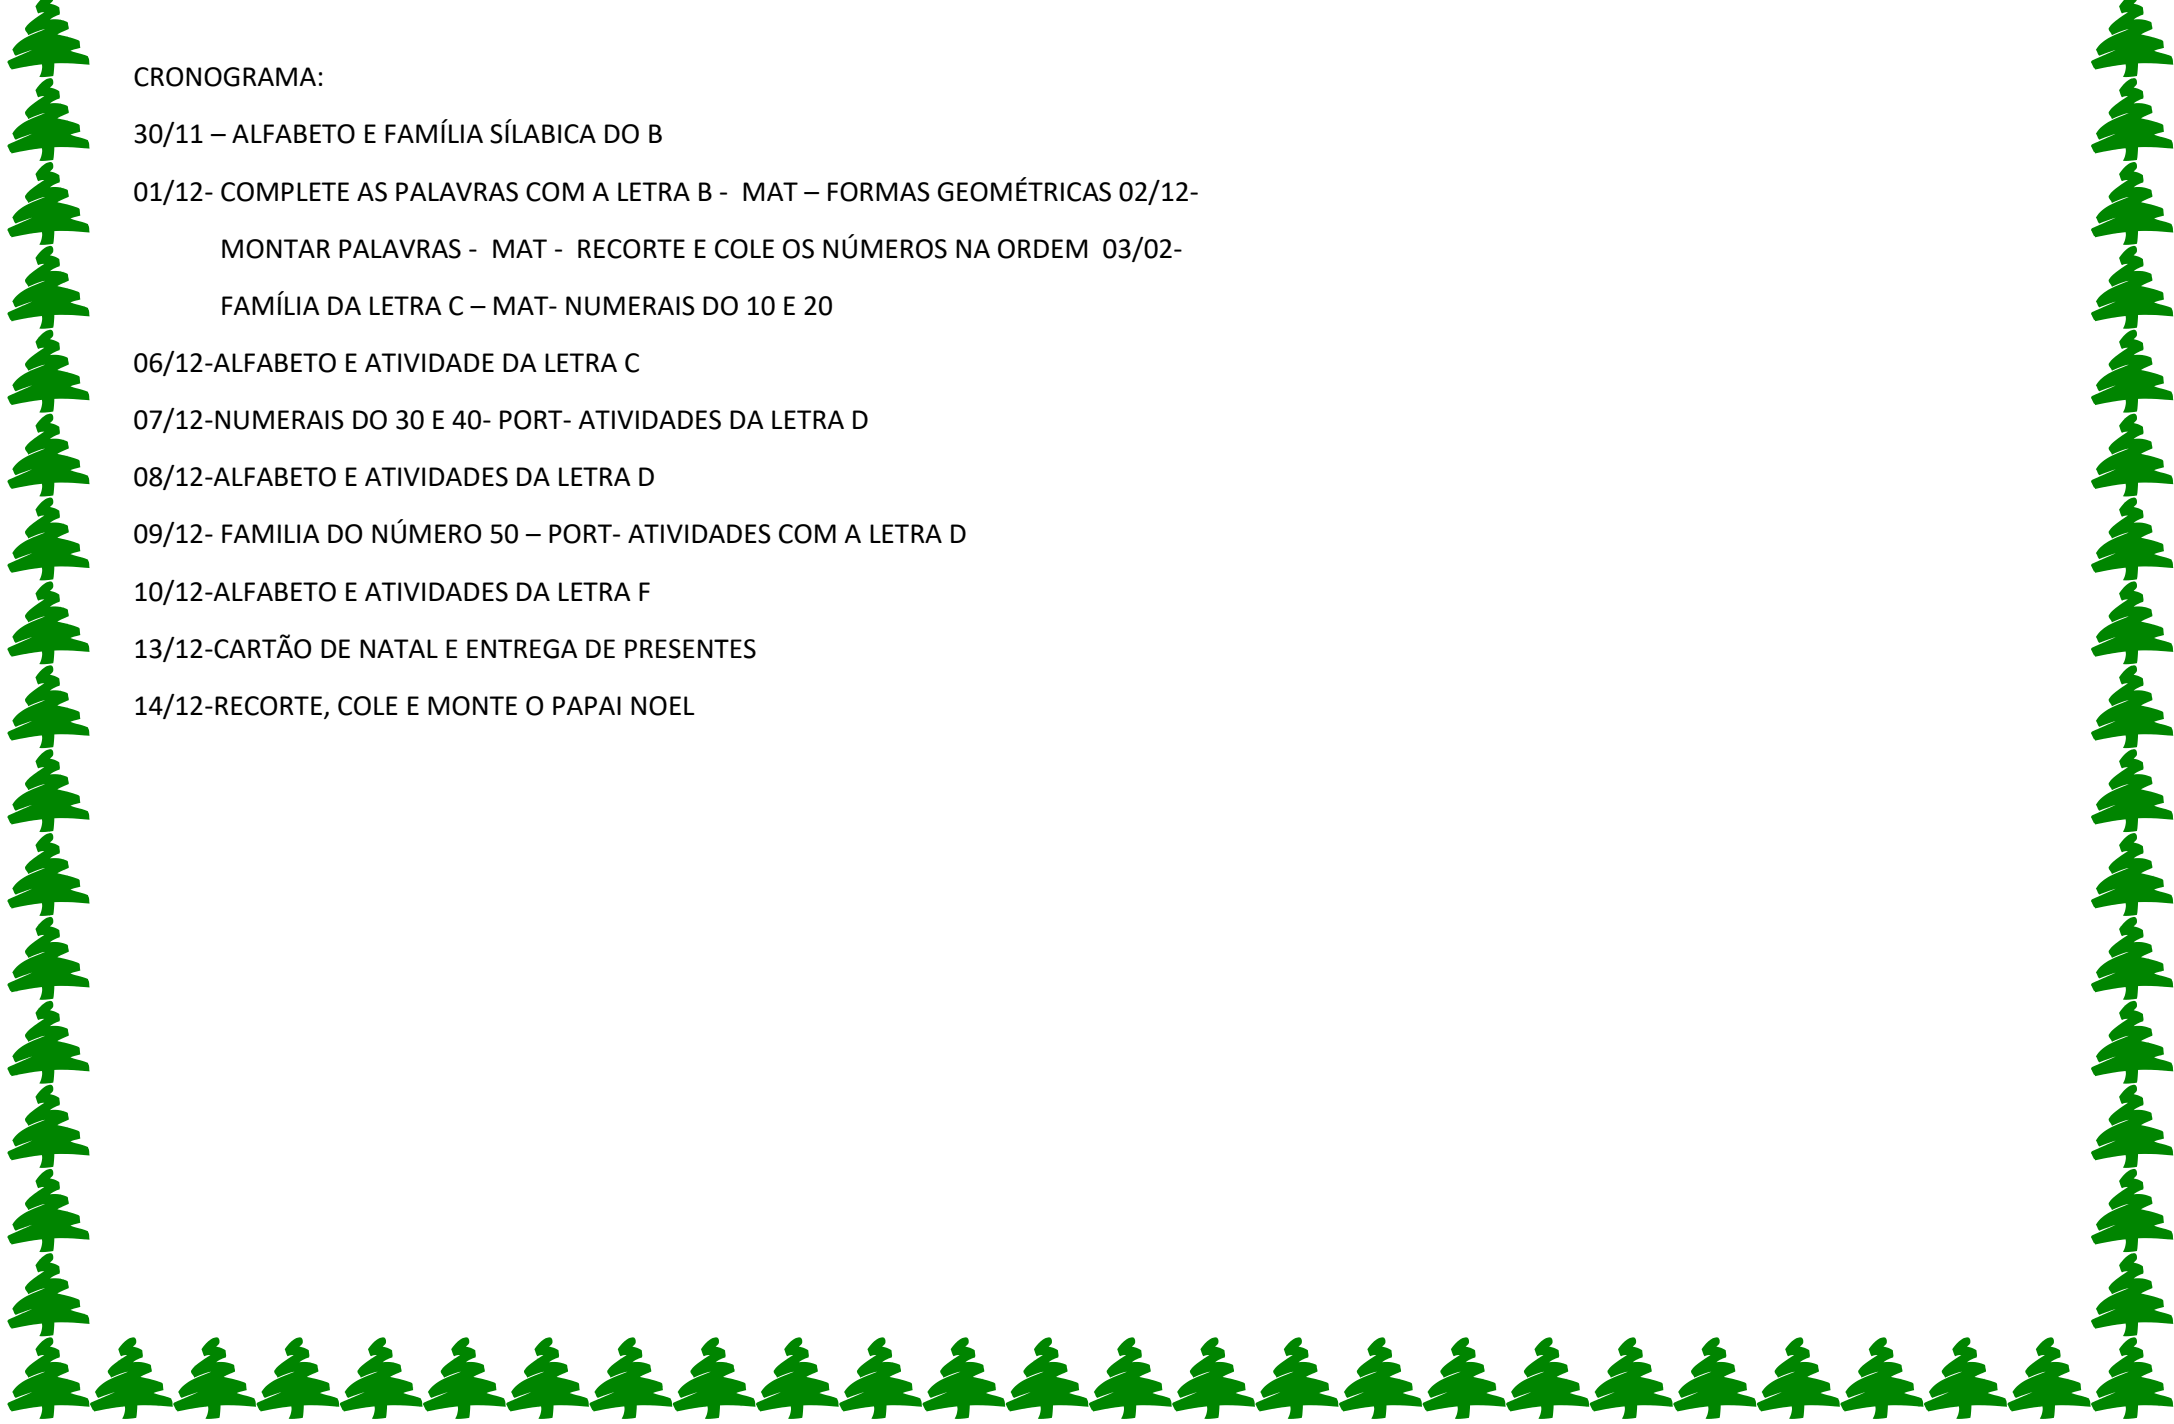 CRONOGRAMA:
30/11 – ALFABETO E FAMÍLIA SÍLABICA DO B
01/12- COMPLETE AS PALAVRAS COM A LETRA B - MAT – FORMAS GEOMÉTRICAS 02/12-
MONTAR PALAVRAS - MAT - RECORTE E COLE OS NÚMEROS NA ORDEM 03/02-
FAMÍLIA DA LETRA C – MAT- NUMERAIS DO 10 E 20
06/12-ALFABETO E ATIVIDADE DA LETRA C
07/12-NUMERAIS DO 30 E 40- PORT- ATIVIDADES DA LETRA D
08/12-ALFABETO E ATIVIDADES DA LETRA D
09/12- FAMILIA DO NÚMERO 50 – PORT- ATIVIDADES COM A LETRA D
10/12-ALFABETO E ATIVIDADES DA LETRA F
13/12-CARTÃO DE NATAL E ENTREGA DE PRESENTES
14/12-RECORTE, COLE E MONTE O PAPAI NOEL